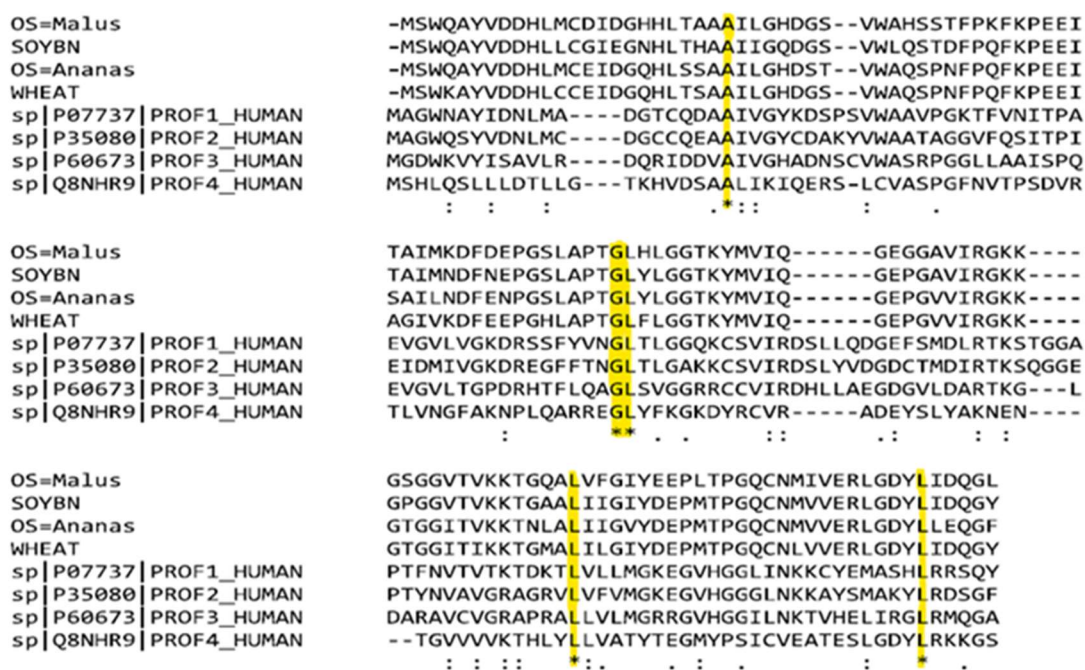 OS=Malus -MSWQAYVDDHLMCDIDGHHLTAAAILGHDGS--VWAHSSTFPKFKPEEI
SOYBN -MSWQAYVDDHLLCGIEGNHLTHAAIIGQDGS--VWLQSTDFPQFKPEEI
OS=Ananas -MSWQAYVDDHLMCEIDGQHLSSAAILGHDST--VWAQSPNFPQFKPEEI
WHEAT -MSWKAYVDDHLCCEIDGQHLTSAAILGHDGS--VWAQSPNFPQFKPEEI
sp|P07737|PROF1_HUMAN MAGWNAYIDNLMA----DGTCQDAAIVGYKDSPSVWAAVPGKTFVNITPA
sp|P35080|PROF2_HUMAN MAGWQSYVDNLMC----DGCCQEAAIVGYCDAKYVWAATAGGVFQSITPI
sp|P60673|PROF3_HUMAN MGDWKVYISAVLR----DQRIDDVAIVGHADNSCVWASRPGGLLAAISPQ
sp|Q8NHR9|PROF4_HUMAN MSHLQSLLLDTLLG---TKHVDSAALIKIQERS-LCVASPGFNVTPSDVR
: : : .*:: : .
OS=Malus TAIMKDFDEPGSLAPTGLHLGGTKYMVIQ------GEGGAVIRGKK----
SOYBN TAIMNDFNEPGSLAPTGLYLGGTKYMVIQ------GEPGAVIRGKK----
OS=Ananas SAILNDFENPGSLAPTGLYLGGTKYMVIQ------GEPGVVIRGKK----
WHEAT AGIVKDFEEPGHLAPTGLFLGGTKYMVIQ------GEPGVVIRGKK----
sp|P07737|PROF1_HUMAN EVGVLVGKDRSSFYVNGLTLGGQKCSVIRDSLLQDGEFSMDLRTKSTGGA
sp|P35080|PROF2_HUMAN EIDMIVGKDREGFFTNGLTLGAKKCSVIRDSLYVDGDCTMDIRTKSQGGE
sp|P60673|PROF3_HUMAN EVGVLTGPDRHTFLQAGLSVGGRRCCVIRDHLLAEGDGVLDARTKG---L
sp|Q8NHR9|PROF4_HUMAN TLVNGFAKNPLQARREGLYFKGKDYRCVR-----ADEYSLYAKNEN----
: ** . . :: .: : :
OS=Malus GSGGVTVKKTGQALVFGIYEEPLTPGQCNMIVERLGDYLIDQGL
SOYBN GPGGVTVKKTGAALIIGIYDEPMTPGQCNMVVERLGDYLIDQGL
OS=Ananas GTGGITVKKTNLALIIGVYDEPMTPGQCNMVVERLGDYLLEQGF
WHEAT GTGGITIKKTGMALILGIYDEPMTPGQCNLVVERLGDYLIDQGY
sp|P07737|PROF1_HUMAN PTFNVTVTKTDKTLVLLMGKEGVHGGLINKKCYEMASHLRRSQY
sp|P35080|PROF2_HUMAN PTYNVAVGRAGRVLVFVMGKEGVHGGGLNKKAYSMAKYLRDSGF
sp|P60673|PROF3_HUMAN DARAVCVGRAPRALLVLMGRRGVHGGILNKTVHELIRGLRMQGA
sp|Q8NHR9|PROF4_HUMAN --TGVVVVKTHLYLLVATYTEGMYPSICVEATESLGDYLRKKGS
: : :: *:. : . : * .